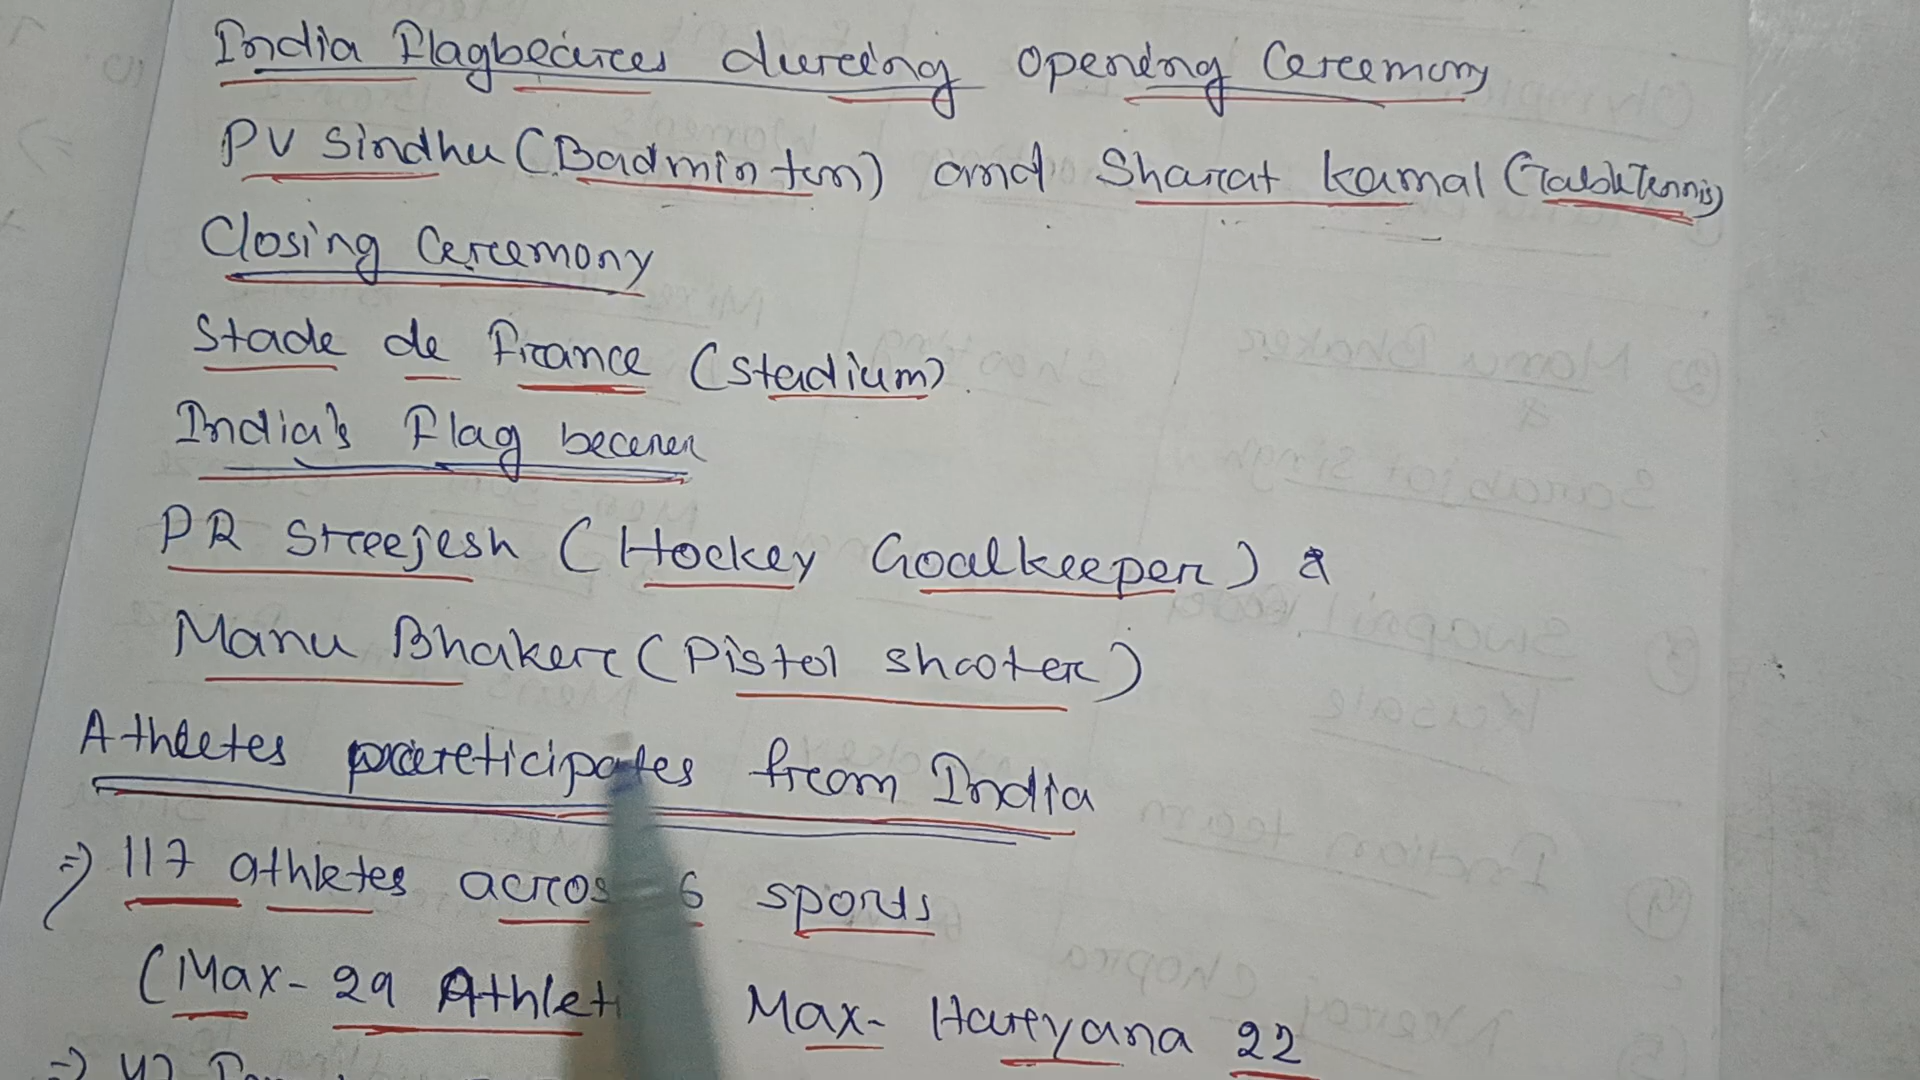 India Flagbearers during opening Ceremony
PV Sindhu (Badminton) and Sharat kamal (Table Tennis)
Closing Ceremony
Stade de France (Stadium)
India's Flag bearer
PR Sreejesh (Hockey Goalkeeper) &
Manu Bhaker (Pistol shooter)
Athletes participates from India
⇒ 117 athletes across 6 sports
(Max- 29 Athleti Max- Haryana 22